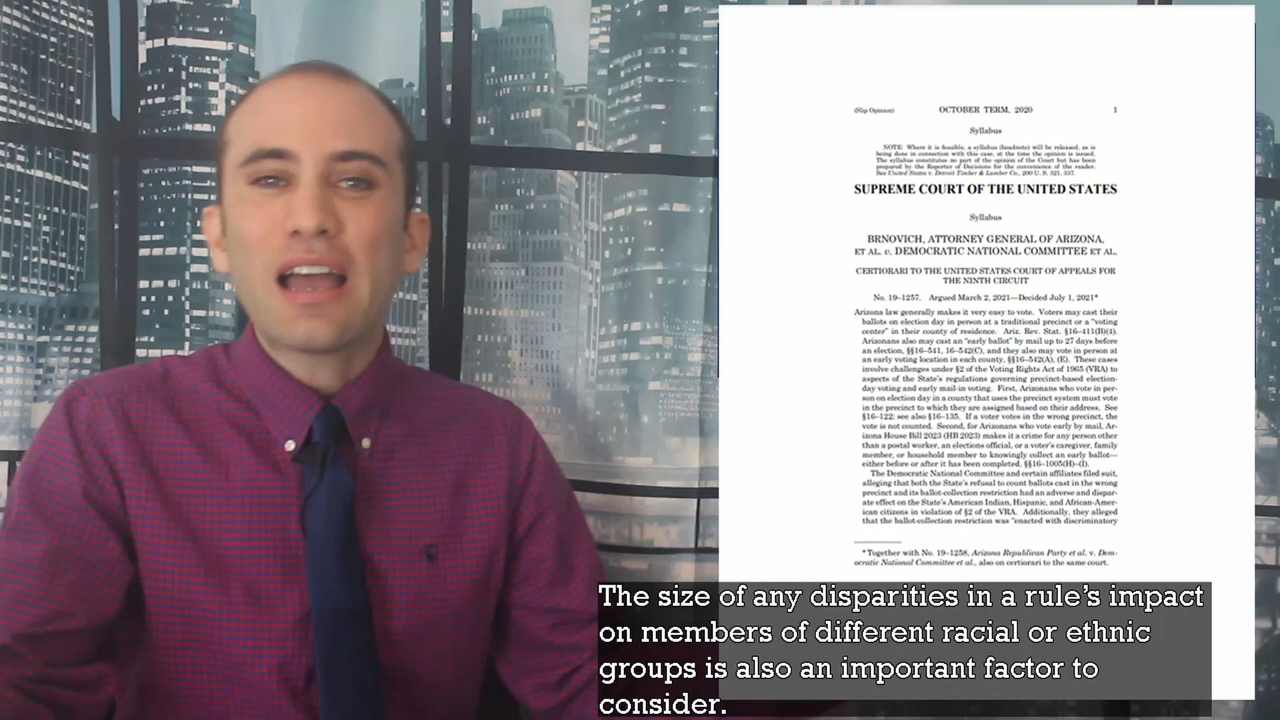 (Slip Opinion) OCTOBER TERM, 2020 1
Syllabus
NOTE: Where it is feasible, a syllabus (headnote) will be released, as is
being done in connection with this case, at the time the opinion is issued.
The syllabus constitutes no part of the opinion of the Court but has been
prepared by the Reporter of Decisions for the convenience of the reader.
See United States v. Detroit Timber & Lumber Co., 200 U. S. 321, 337.
SUPREME COURT OF THE UNITED STATES
Syllabus
BRNOVICH, ATTORNEY GENERAL OF ARIZONA,
ET AL. v. DEMOCRATIC NATIONAL COMMITTEE ET AL.
CERTIORARI TO THE UNITED STATES COURT OF APPEALS FOR
THE NINTH CIRCUIT
No. 19–1257. Argued March 2, 2021—Decided July 1, 2021*
Arizona law generally makes it very easy to vote. Voters may cast their
ballots on election day in person at a traditional precinct or a “voting
center” in their county of residence. Ariz. Rev. Stat. §16–411(B)(4).
Arizonans also may cast an “early ballot” by mail up to 27 days before
an election, §§16–541, 16–542(C), and they also may vote in person at
an early voting location in each county, §§16–542(A), (E). These cases
involve challenges under §2 of the Voting Rights Act of 1965 (VRA) to
aspects of the State’s regulations governing precinct-based election-
day voting and early mail-in voting. First, Arizonans who vote in per-
son on election day in a county that uses the precinct system must vote
in the precinct to which they are assigned based on their address. See
§16–122; see also §16–135. If a voter votes in the wrong precinct, the
vote is not counted. Second, for Arizonans who vote early by mail, Ar-
izona House Bill 2023 (HB 2023) makes it a crime for any person other
than a postal worker, an elections official, or a voter’s caregiver, family
member, or household member to knowingly collect an early ballot—
either before or after it has been completed. §§16–1005(H)–(I).
The Democratic National Committee and certain affiliates filed suit,
alleging that both the State’s refusal to count ballots cast in the wrong
precinct and its ballot-collection restriction had an adverse and dispar-
ate effect on the State’s American Indian, Hispanic, and African-Amer-
ican citizens in violation of §2 of the VRA. Additionally, they alleged
that the ballot-collection restriction was “enacted with discriminatory
*Together with No. 19–1258, Arizona Republican Party et al. v. Dem-
ocratic National Committee et al., also on certiorari to the same court.
The size of any disparities in a rule’s impact
on members of different racial or ethnic
groups is also an important factor to
consider.